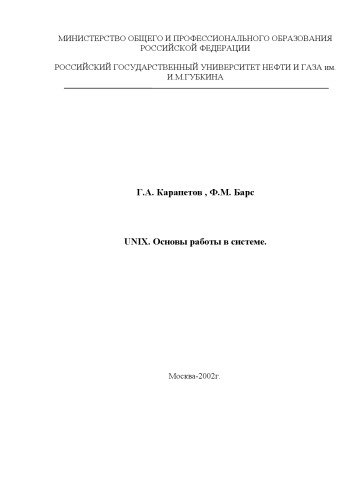 МИНИСТЕРСТВО ОБЩЕГО И ПРОФЕССИОНАЛЬНОГО ОБРАЗОВАНИЯ
РОССИЙСКОЙ ФЕДЕРАЦИИ
РОССИЙСКИЙ ГОСУДАРСТВЕННЫЙ УНИВЕРСИТЕТ НЕФТИ И ГАЗА им.
И.М.ГУБКИНА
Г.А. Карапетов , Ф.М. Барс
UNIX. Основы работы в системе.
Москва-2002г.